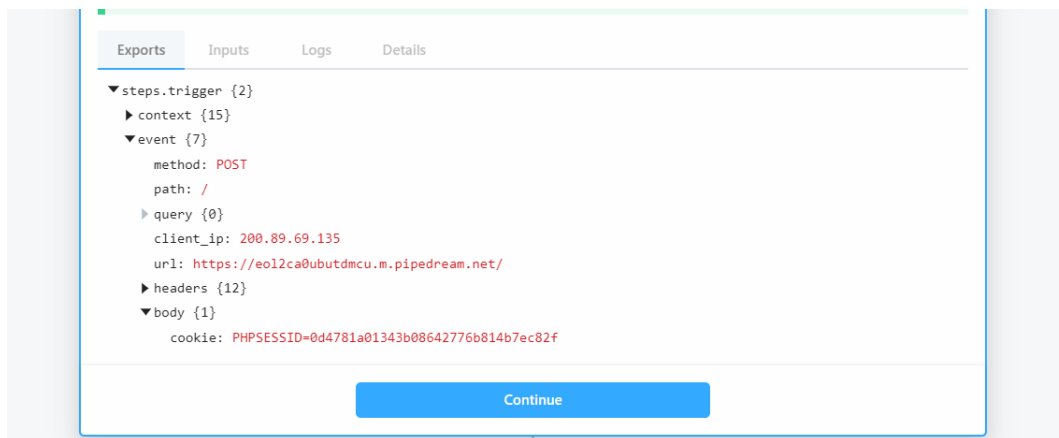 Exports Inputs Logs Details
▼steps.trigger {2}
▶context {15}
▼event {7}
method: POST
path: /
▶query {0}
client_ip: 200.89.69.135
url: https://eol2ca0ubutdmcu.m.pipedream.net/
▶headers {12}
▼body {1}
cookie: PHPSESSID=0d4781a01343b08642776b814b7ec82f
Continue